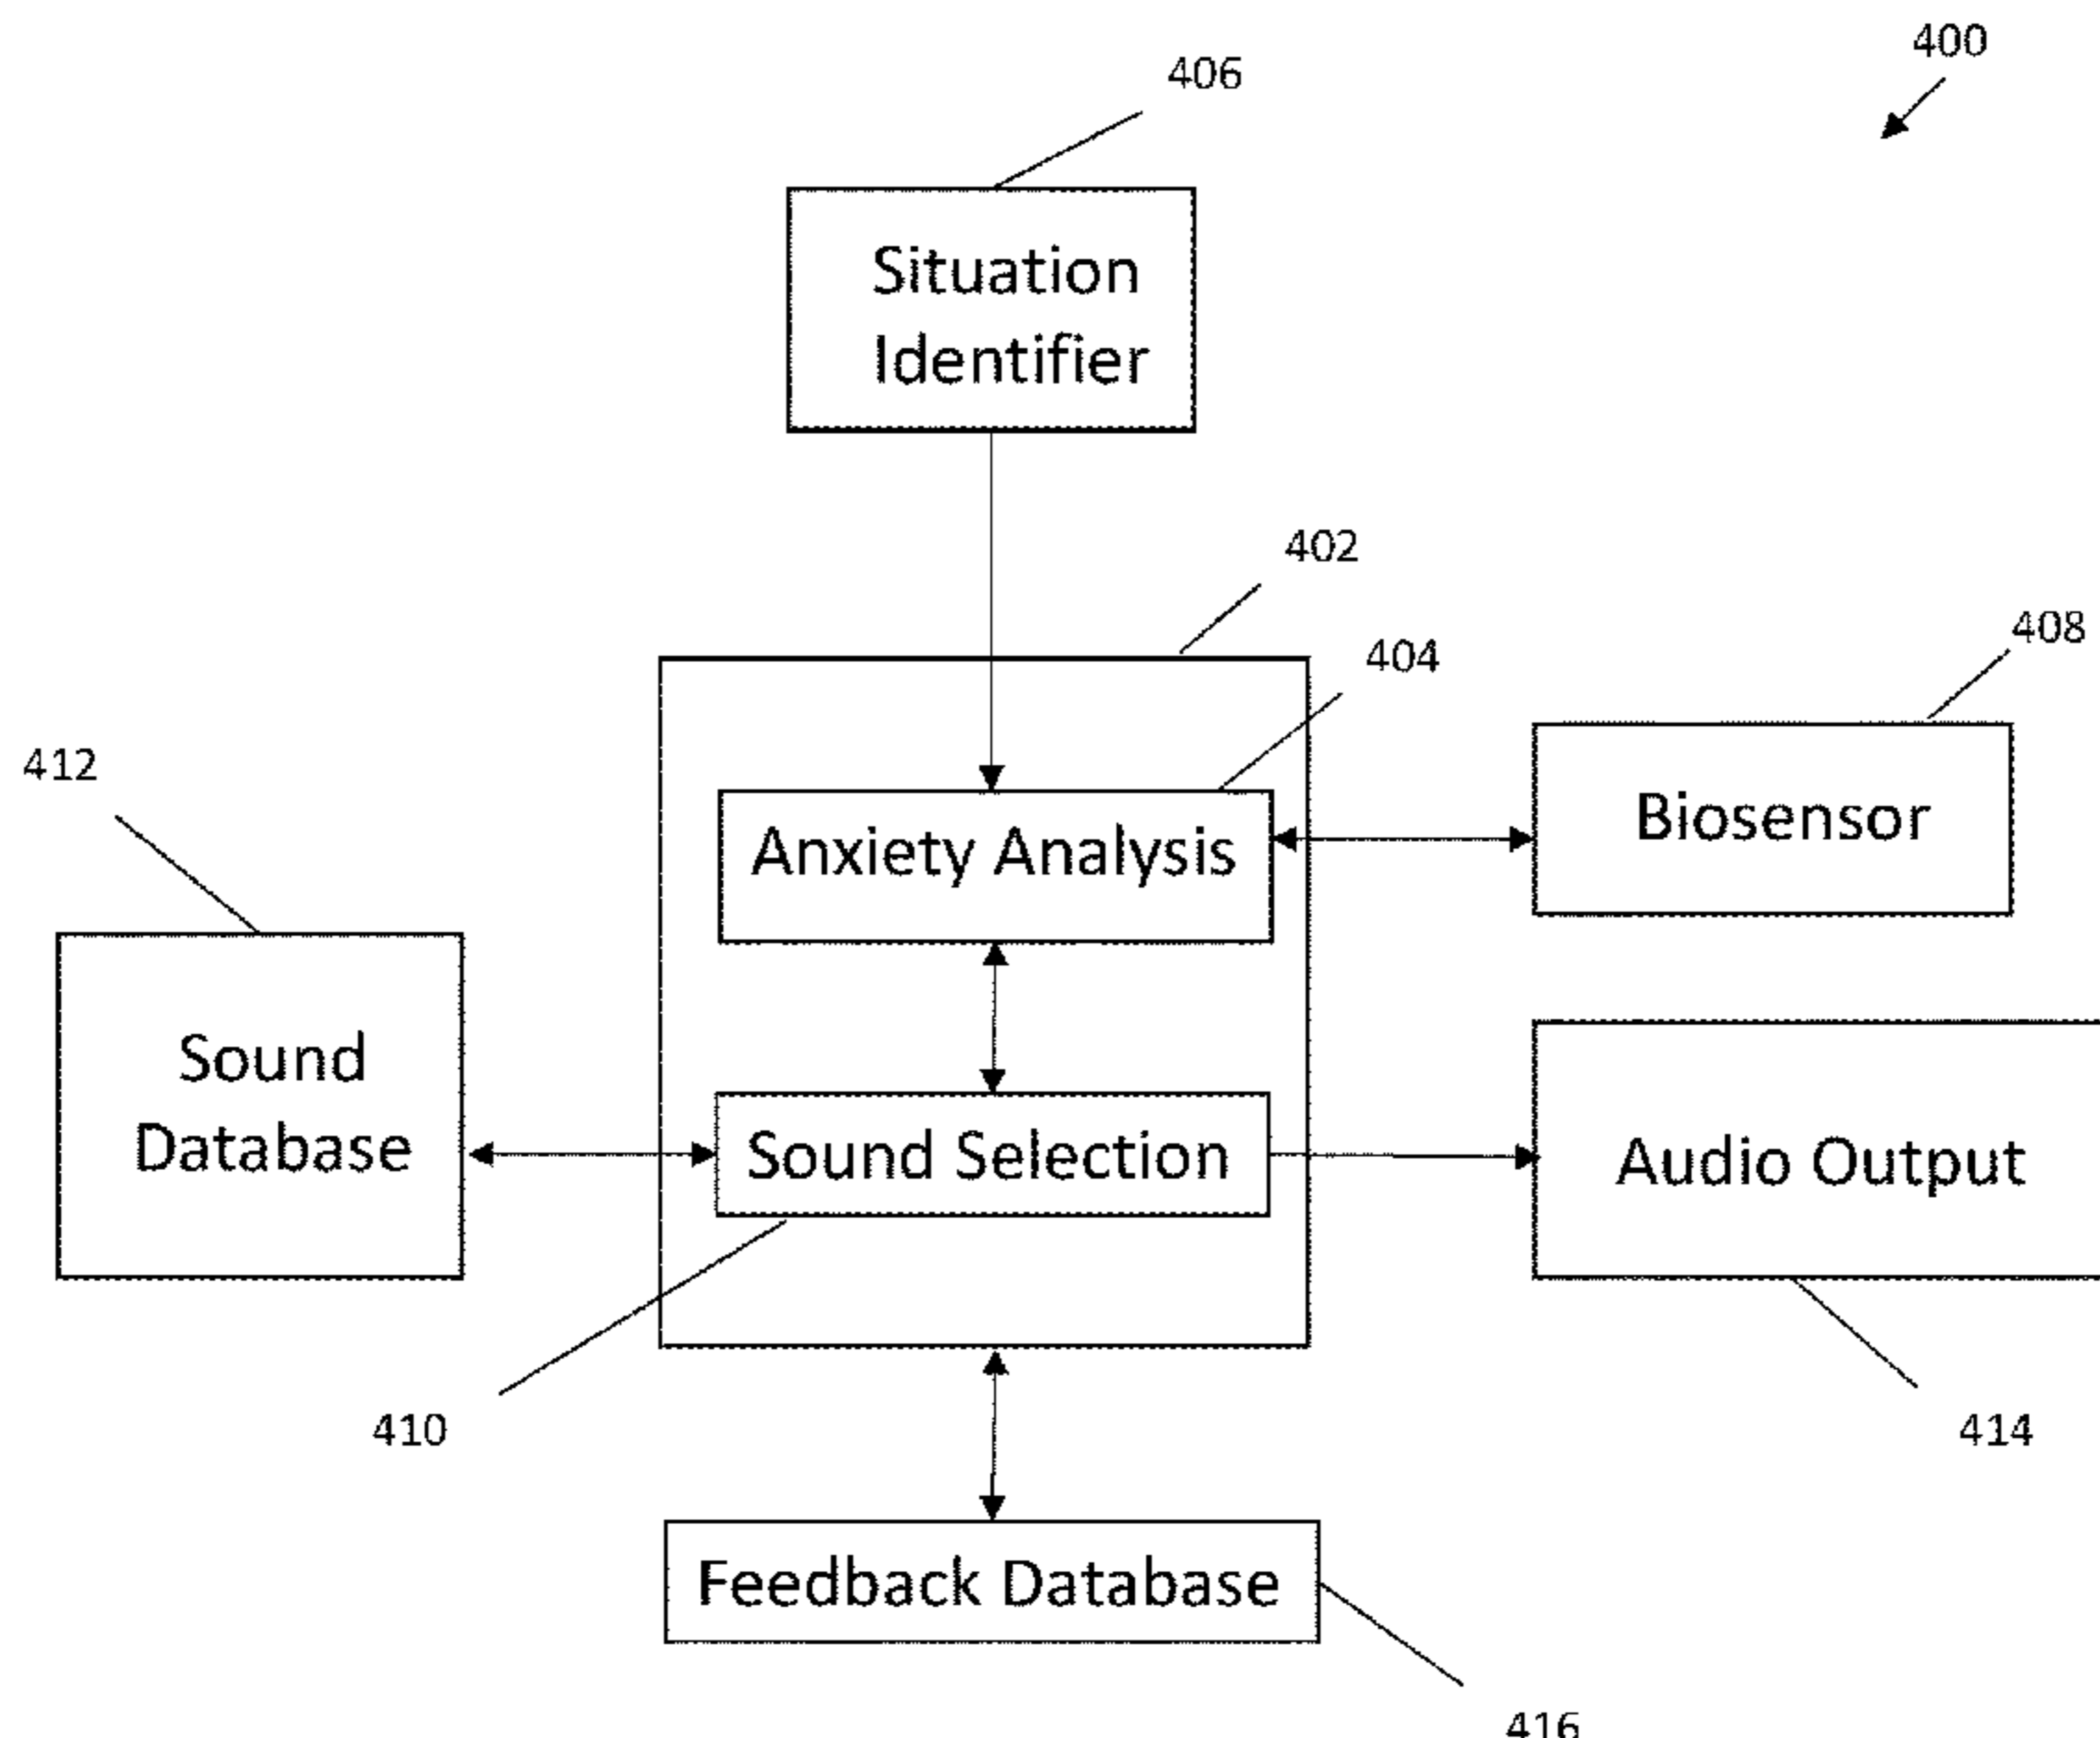 400
406
Situation
Identifier
402
404
408
412
Anxiety Analysis
Biosensor
Sound
Database
Sound Selection
Audio Output
410
414
Feedback Database
416